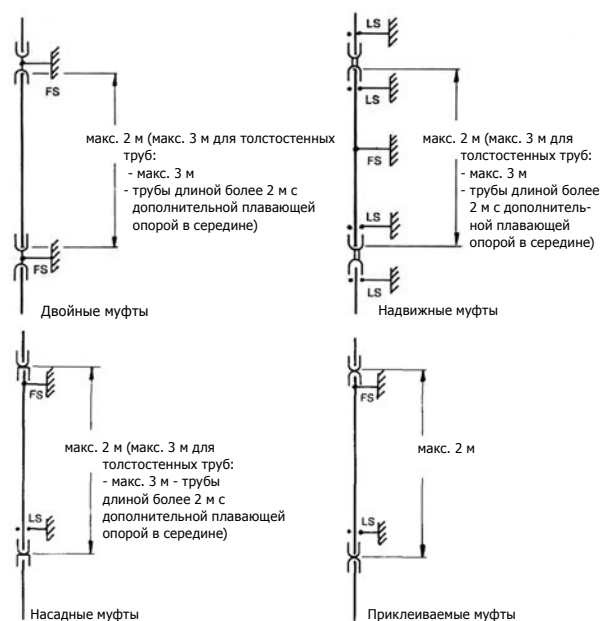 FS
макс. 2 м (макс. 3 м для толстостенных
труб:
- макс. 3 м
- трубы длиной более 2 м с
дополнительной плавающей
опорой в середине)
FS
Двойные муфты
LS
LS
FS
макс. 2 м (макс. 3 м для
толстостенных труб:
- макс. 3 м
- трубы длиной более
2 м с дополнитель-
ной плавающей
опорой в середине)
LS
LS
Надвижные муфты
FS
макс. 2 м (макс. 3 м для
толстостенных труб:
- макс. 3 м - трубы
длиной более 2 м с
дополнительной плавающей
опорой в середине)
LS
Насадные муфты
FS
макс. 2 м
LS
Приклеиваемые муфты